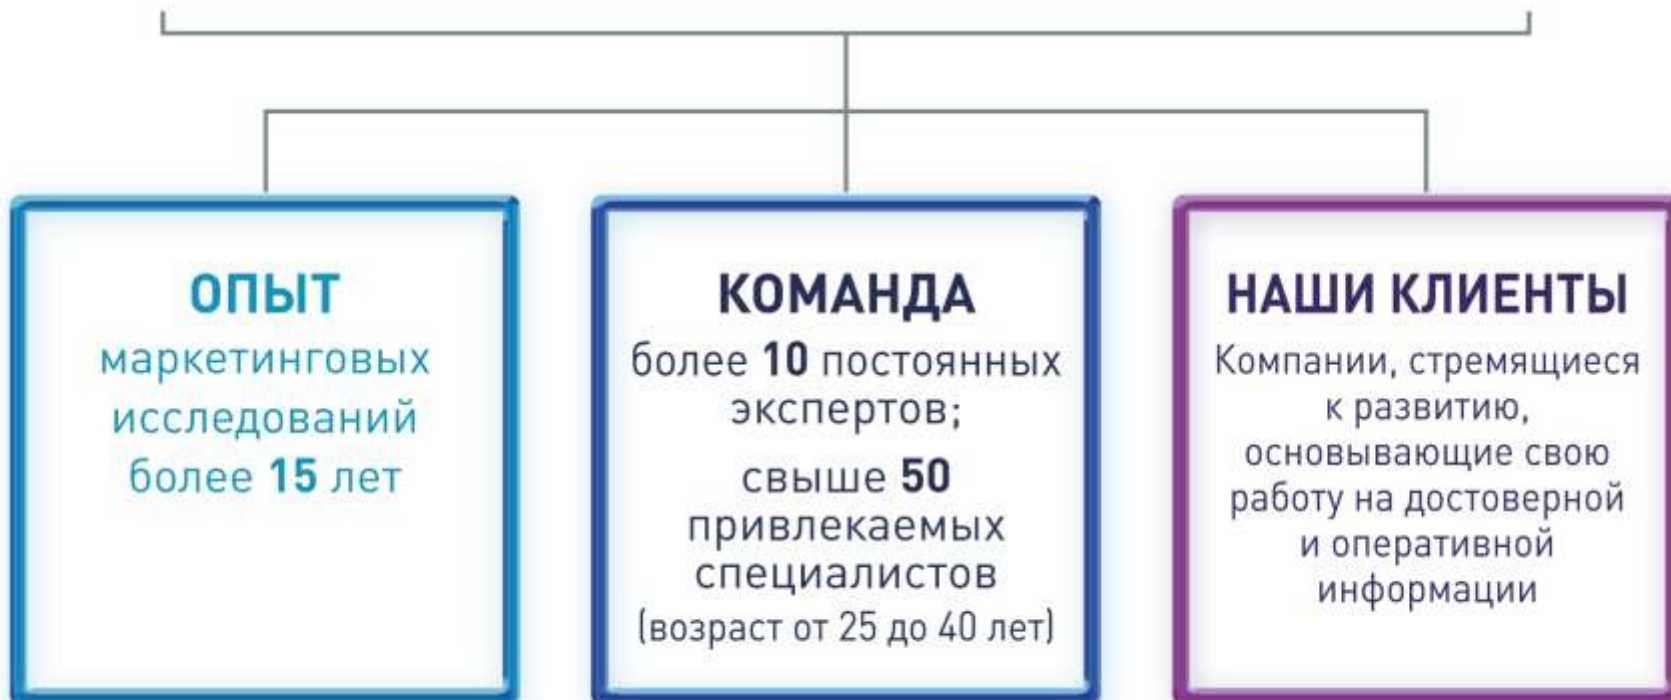 ОПЫТ
маркетинговых
исследований
более 15 лет
КОМАНДА
более 10 постоянных
экспертов;
свыше 50
привлекаемых
специалистов
(возраст от 25 до 40 лет)
НАШИ КЛИЕНТЫ
Компании, стремящиеся
к развитию,
основывающие свою
работу на достоверной
и оперативной
информации